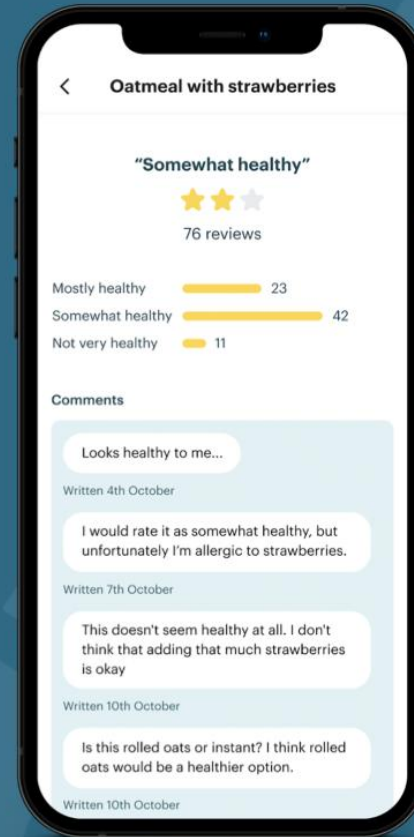 Oatmeal with strawberries
“Somewhat healthy”
76 reviews
Mostly healthy 23
Somewhat healthy 42
Not very healthy 11
Comments
Looks healthy to me...
Written 4th October
I would rate it as somewhat healthy, but
unfortunately I’m allergic to strawberries.
Written 7th October
This doesn't seem healthy at all. I don't
think that adding that much strawberries
is okay
Written 10th October
Is this rolled oats or instant? I think rolled
oats would be a healthier option.
Written 10th October